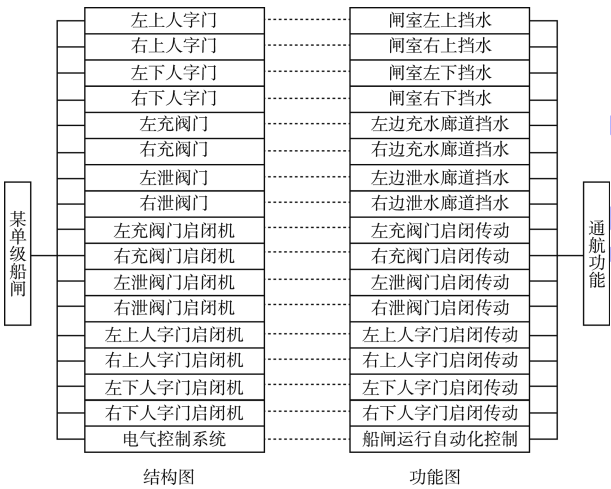 左上人字门
闸室左上挡水
右上人字门
闸室右上挡水
左下人字门
闸室左下挡水
右下人字门
闸室右下挡水
左充阀门
左边充水廊道挡水
右充阀门
右边充水廊道挡水
左泄阀门
左边泄水廊道挡水
右泄阀门
右边泄水廊道挡水
左充阀门启闭机
左充阀门启闭传动
右充阀门启闭机
右充阀门启闭传动
左泄阀门启闭机
左泄阀门启闭传动
右泄阀门启闭机
右泄阀门启闭传动
左上人字门启闭机
左上人字门启闭传动
右上人字门启闭机
右上人字门启闭传动
左下人字门启闭机
左下人字门启闭传动
右下人字门启闭机
右下人字门启闭传动
电气控制系统
船闸运行自动化控制
某单级船闸
通航功能
结构图
功能图